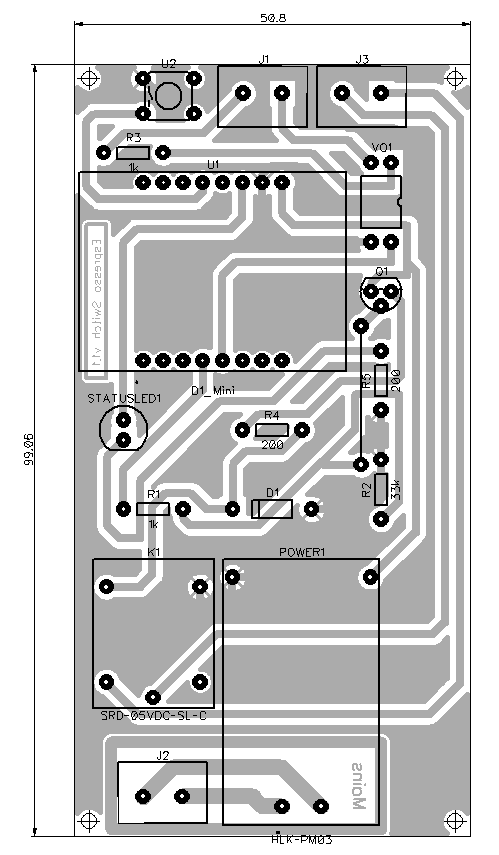 50.8
U2
J1
J3
R3
VO1
1k
U1
Espresso Switch v1.1
Q1
99.06
R5
200
D1_Mini
STATUSLED1
R4
200
R2
33k
R1
D1
1k
K1
POWER1
SRD-05VDC-SL-C
J2
Mains
HLK-PM03